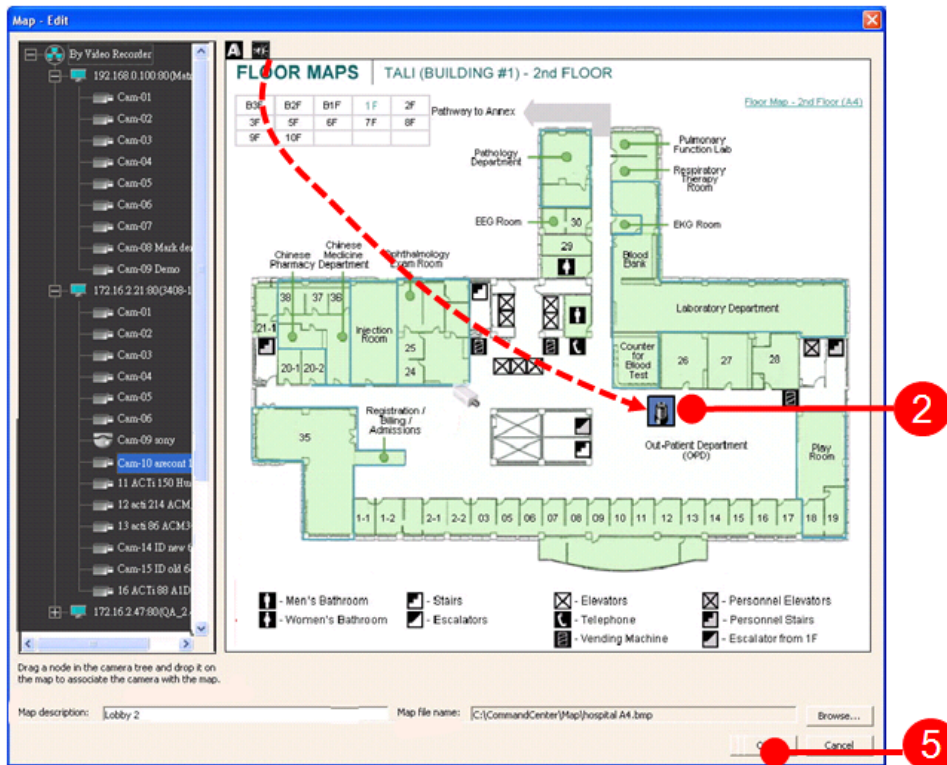 Map - Edit
By Video Recorder
192.168.0.100:80(Matr
Cam-01
Cam-02
Cam-03
Cam-04
Cam-05
Cam-06
Cam-07
Cam-08 Mark de
Cam-09 Demo
172.16.2.21:80(3408-1
Cam-01
Cam-02
Cam-03
Cam-04
Cam-05
Cam-06
Cam-09 sony
Cam-10 arecont 1
11 ACTi 150 Hu
12 acti 214 ACM
13 acti 86 ACM3
Cam-14 ID new 6
Cam-15 ID old 6
16 ACTi 88 A1D
172.16.2.47:80(QA_2
Drag a node in the camera tree and drop it on
the map to associate the camera with the map.
A
FLOOR MAPS TALI (BUILDING #1) - 2nd FLOOR
Floor Map - 2nd Floor (A4)
B3F B2F B1F 1F 2F
3F 5F 6F 7F 8F
9F 10F
Pathway to Annex
Pathology
Department
Pulmonary
Function Lab
Respiratory
Therapy
Room
EEG Room
30
EKG Room
29
Blood
Bank
Chinese
Pharmacy
Chinese
Medicine
Department
Ophthalmology
Exam Room
38 37 36
21-1
20-1 20-2
Injection
Room
25
24
Laboratory Department
Counter
for
Blood
Test
26 27 28
2
Registration /
Billing /
Admissions
35
Out-Patient Department
(OPD)
Play
Room
1-1 1-2 2-1 2-2 03 05 06 07 08 09 10 11 12 13 14 15 16 17 18 19
- Men's Bathroom
- Women's Bathroom
- Stairs
- Escalators
- Elevators
- Telephone
- Vending Machine
- Personnel Elevators
- Personnel Stairs
- Escalator from 1F
Map description: Lobby 2
Map file name: C:\CommandCenter\Map\hospital A4.bmp
Browse...
Cancel
5